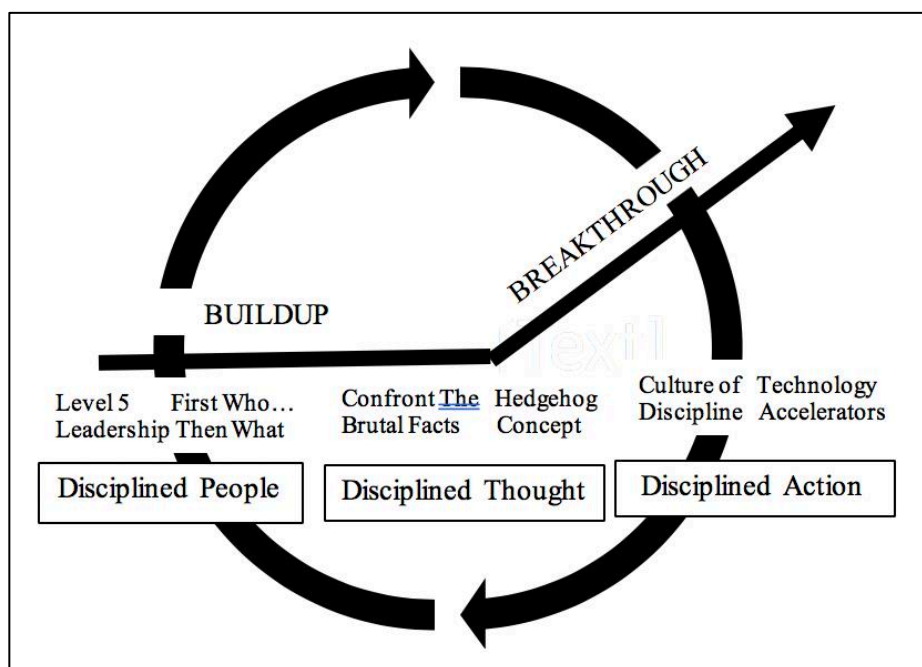 BREAKTHROUGH
BUILDUP
Level 5 First Who…
Leadership Then What
Confront The Hedgehog
Brutal Facts Concept
Culture of Technology
Discipline Accelerators
Disciplined People
Disciplined Thought
Disciplined Action